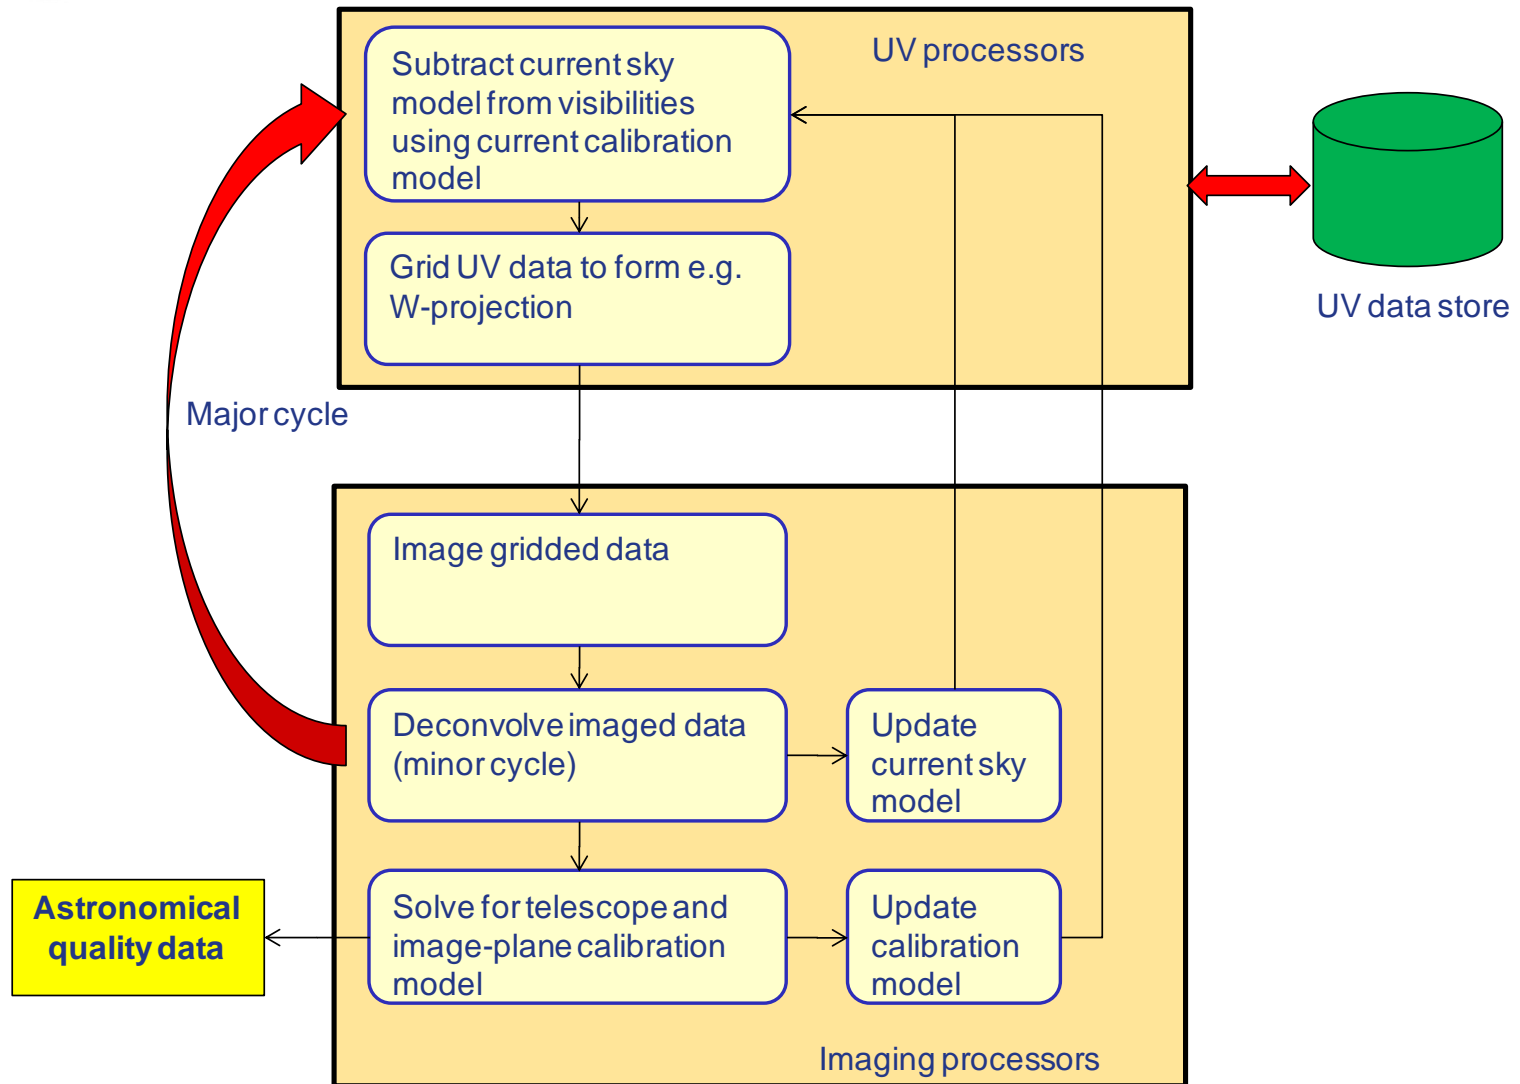 Subtract current sky
model from visibilities
using current calibration
model
UV processors
Grid UV data to form e.g.
W-projection
UV data store
Major cycle
Image gridded data
Deconvolve imaged data
(minor cycle)
Update
current sky
model
Astronomical
quality data
Solve for telescope and
image-plane calibration
model
Update
calibration
model
Imaging processors